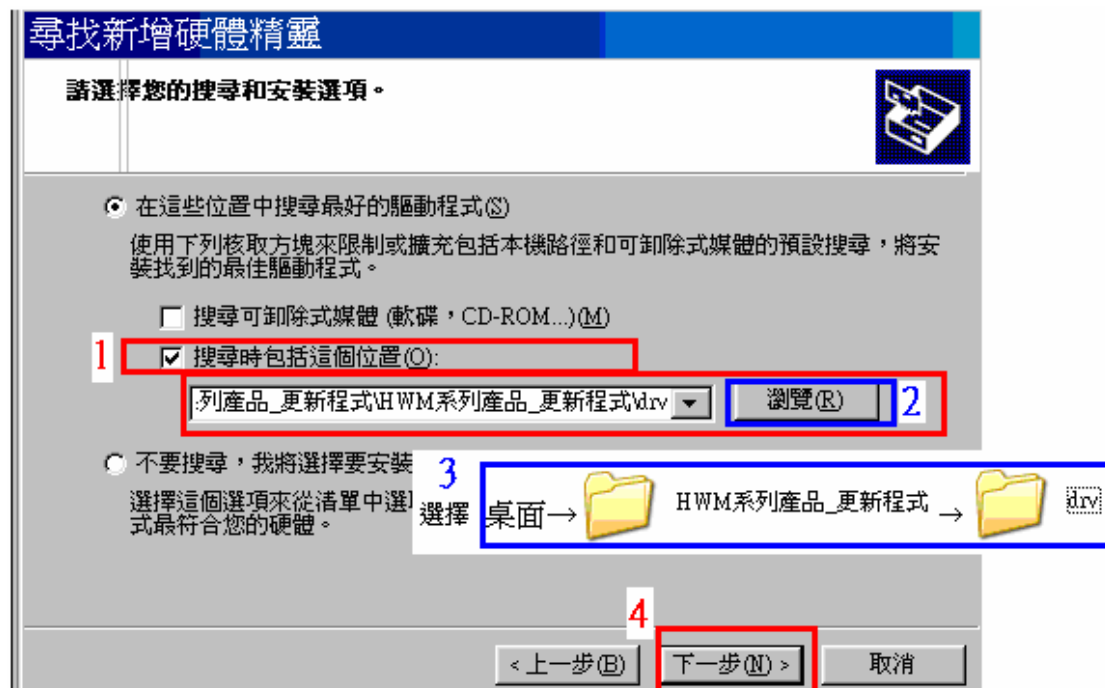 尋找新增硬體精靈
請選擇您的搜尋和安裝選項。
在這些位置中搜尋最好的驅動程式(S)
使用下列核取方塊來限制或擴充包括本機路徑和可卸除式媒體的預設搜尋，將安
裝找到的最佳驅動程式。
搜尋可卸除式媒體 (軟碟，CD-ROM...)(M)
1
搜尋時包括這個位置(O):
列產品_更新程式\HWM系列產品_更新程式\drv
瀏覽(R)
2
不要搜尋，我將選擇要安裝
選擇這個選項來從清單中選
式最符合您的硬體。
3
選擇
桌面→
HWM系列產品_更新程式
→
drv
4
<上一步(B)
下一步(N) >
取消